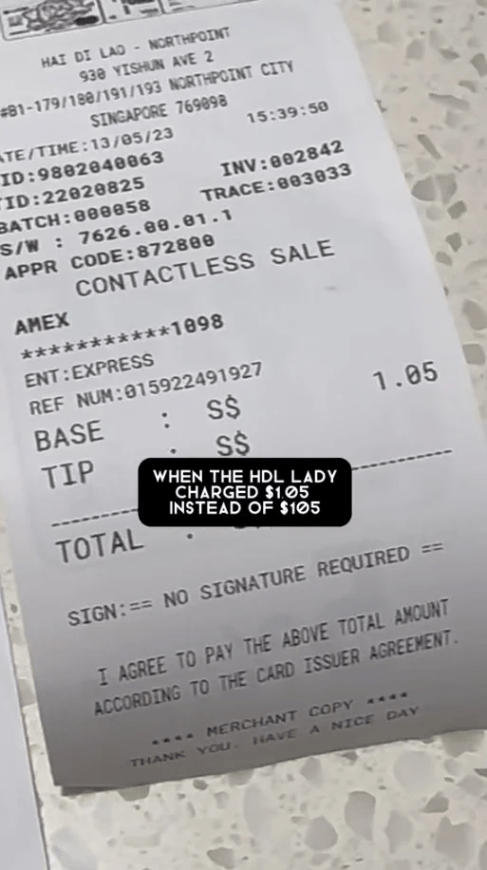 HAI DI LAO - NORTHPOINT
930 YISHUN AVE 2
#B1-179/180/191/193 NORTHPOINT CITY
SINGAPORE 769098
ATE/TIME:13/05/23 15:39:50
ID:9802040063
TID:22020825 INV:002842
BATCH:000058 TRACE:003033
S/W : 7626.00.01.1
APPR CODE:872800
CONTACTLESS SALE
AMEX
***********1098
ENT:EXPRESS
REF NUM:015922491927
BASE : S$ 1.05
TIP : S$
WHEN THE HDL LADY
CHARGED $1.05
INSTEAD OF $105
TOTAL :
SIGN:== NO SIGNATURE REQUIRED ==
I AGREE TO PAY THE ABOVE TOTAL AMOUNT
ACCORDING TO THE CARD ISSUER AGREEMENT.
**** MERCHANT COPY ****
THANK YOU. HAVE A NICE DAY